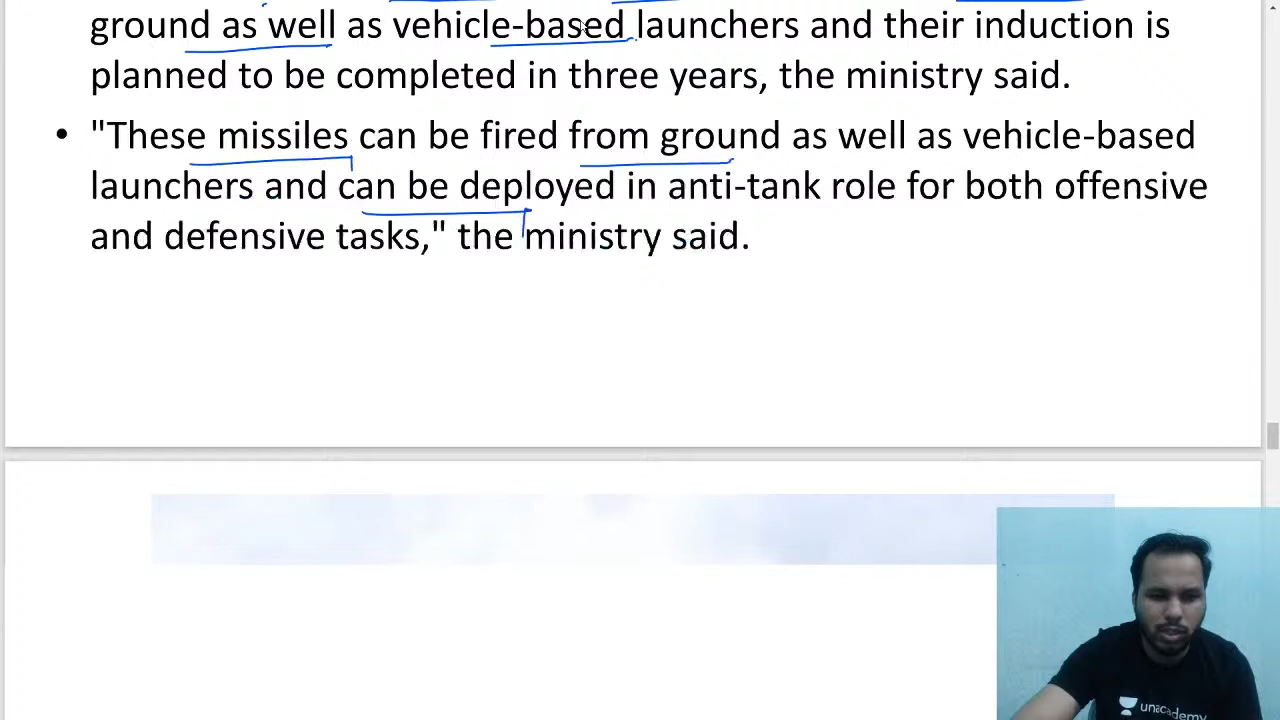 ground as well as vehicle-based launchers and their induction is
planned to be completed in three years, the ministry said.
• "These missiles can be fired from ground as well as vehicle-based
launchers and can be deployed in anti-tank role for both offensive
and defensive tasks," the ministry said.
unacademy